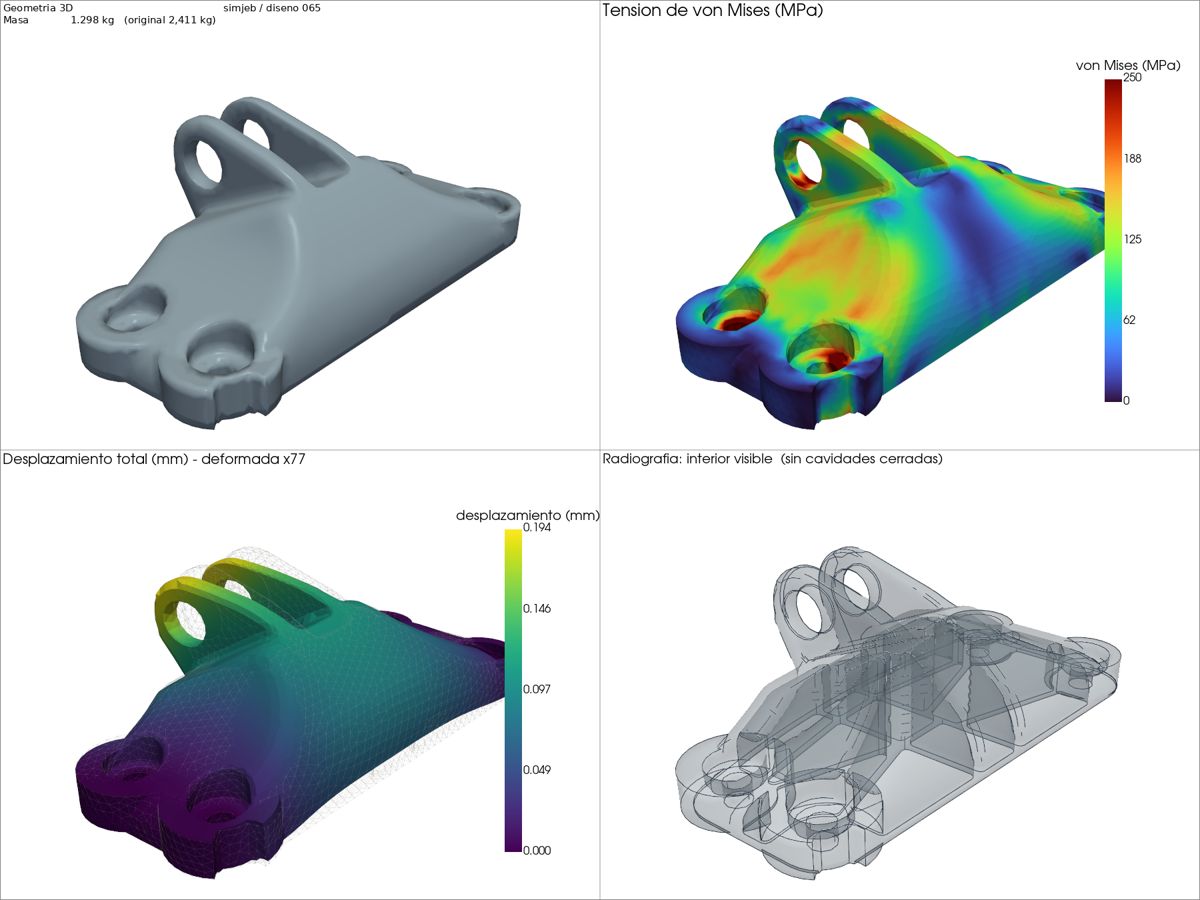 Geometria 3D
simjeb / diseno 065
Masa 1.298 kg (original 2,411 kg)
Tension de von Mises (MPa)
von Mises (MPa)
250
188
125
62
0
Desplazamiento total (mm) - deformada x77
desplazamiento (mm)
0.194
0.146
0.097
0.049
0.000
Radiografia: interior visible (sin cavidades cerradas)